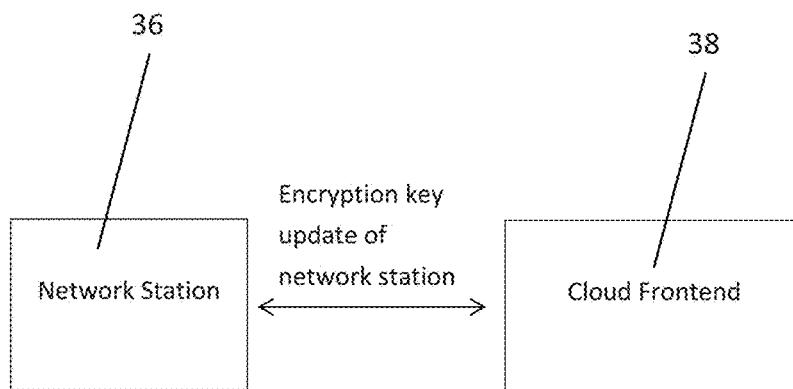 36
38
Encryption key
update of
network station
Network Station
Cloud Frontend